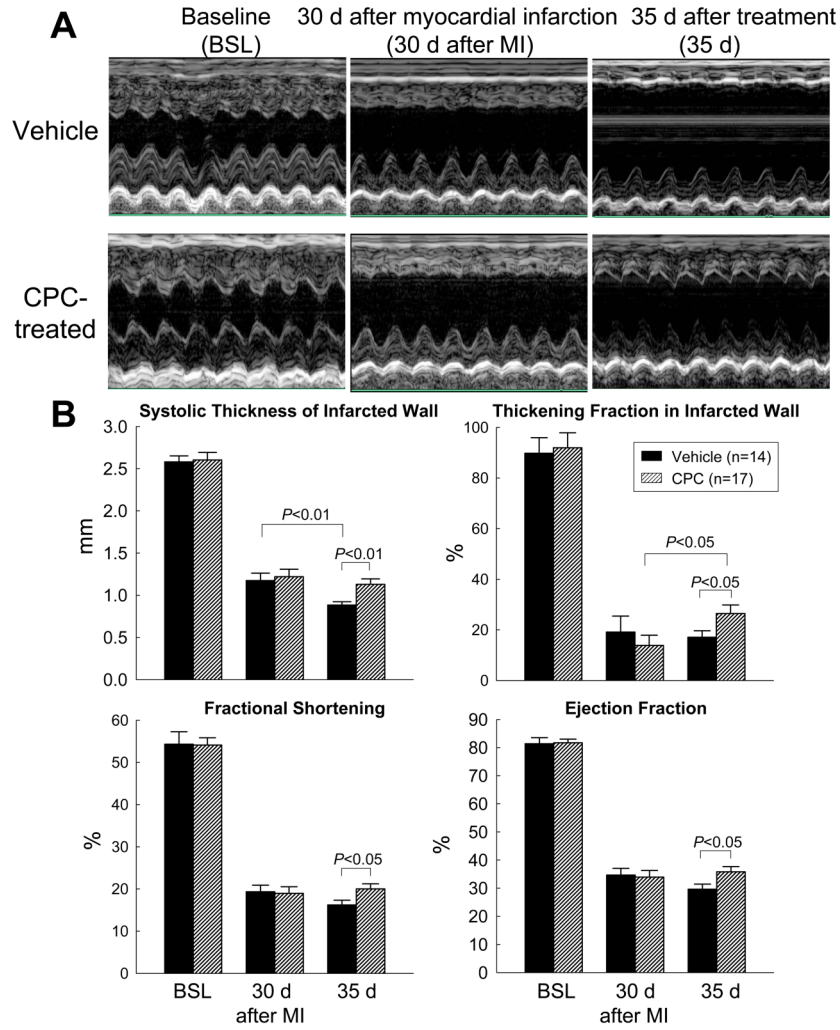 A
Baseline
(BSL)
30 d after myocardial infarction
(30 d after MI)
35 d after treatment
(35 d)
Vehicle
CPC-
treated
B
Systolic Thickness of Infarcted Wall
3.0
2.5
2.0
1.5
1.0
0.5
0.0
mm
P<0.01
P<0.01
Thickening Fraction in Infarcted Wall
100
80
60
40
20
0
%
Vehicle (n=14)
CPC (n=17)
P<0.05
P<0.05
Fractional Shortening
60
50
40
30
20
10
0
%
P<0.05
BSL
30 d
after MI
35 d
Ejection Fraction
90
80
70
60
50
40
30
20
10
0
%
P<0.05
BSL
30 d
after MI
35 d